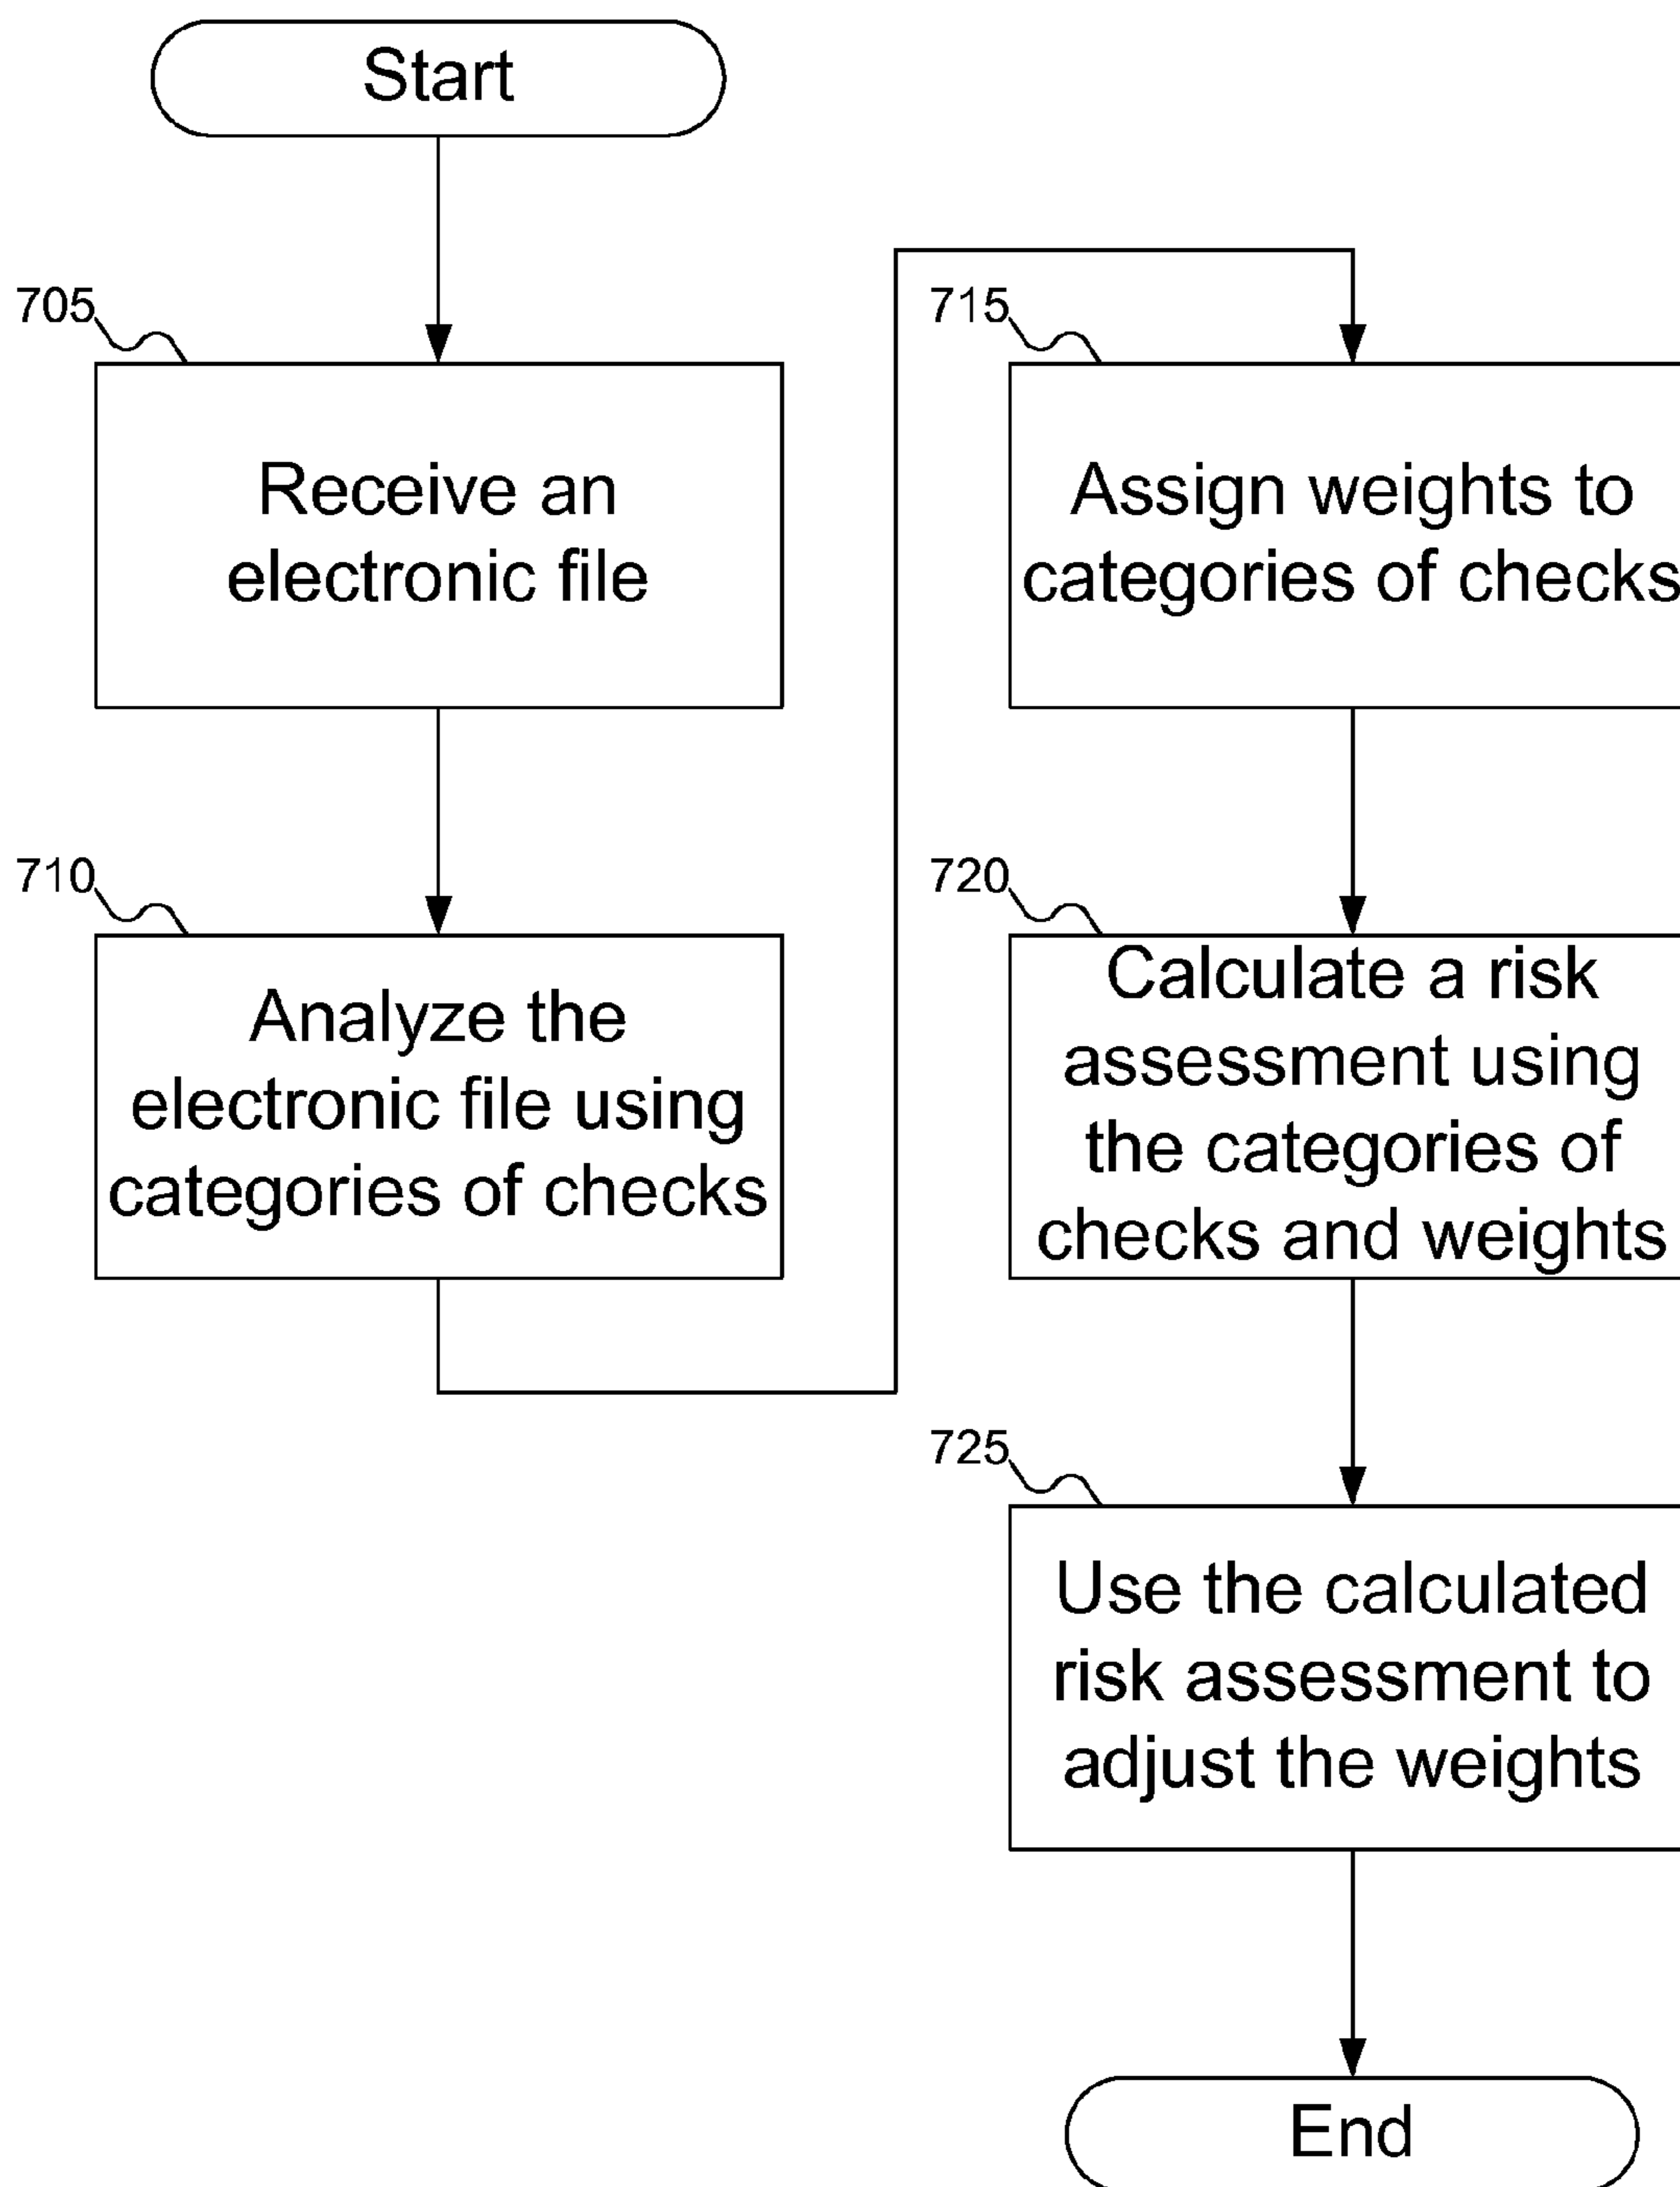 Start
705
Receive an
electronic file
710
Analyze the
electronic file using
categories of checks
715
Assign weights to
categories of checks
720
Calculate a risk
assessment using
the categories of
checks and weights
725
Use the calculated
risk assessment to
adjust the weights
End